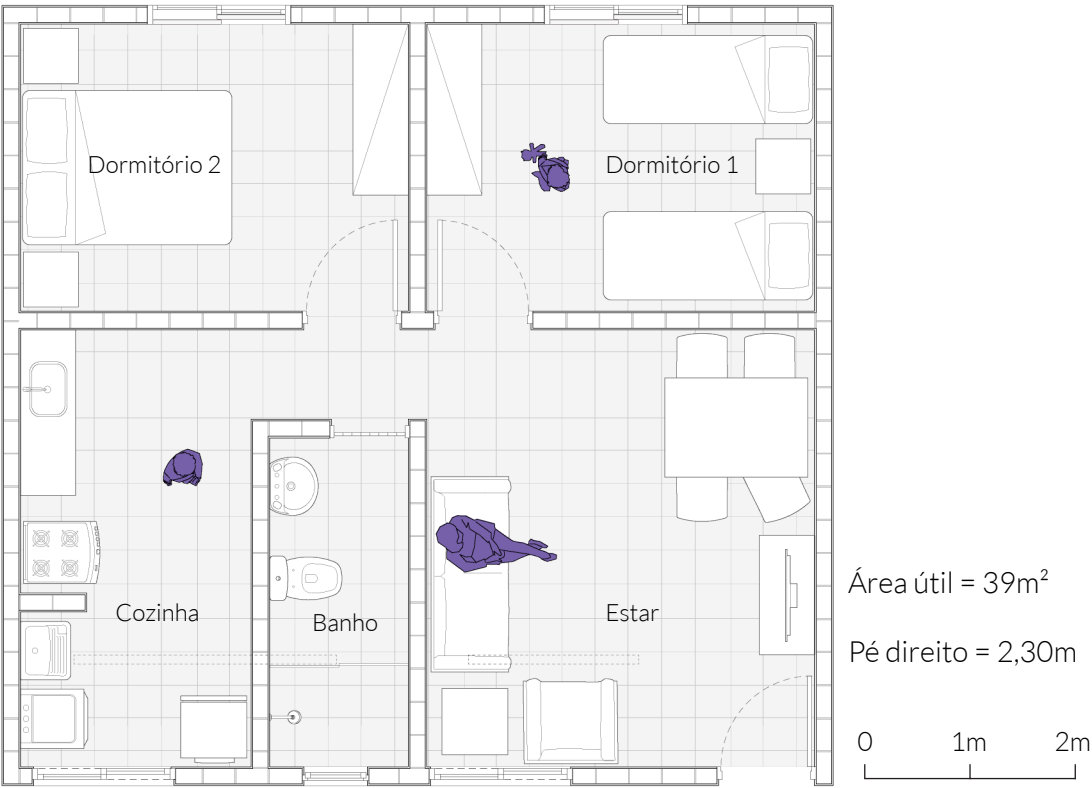 Dormitório 2
Dormitório 1
Cozinha
Banho
Estar
Área útil = 39m²
Pé direito = 2,30m
0 1m 2m